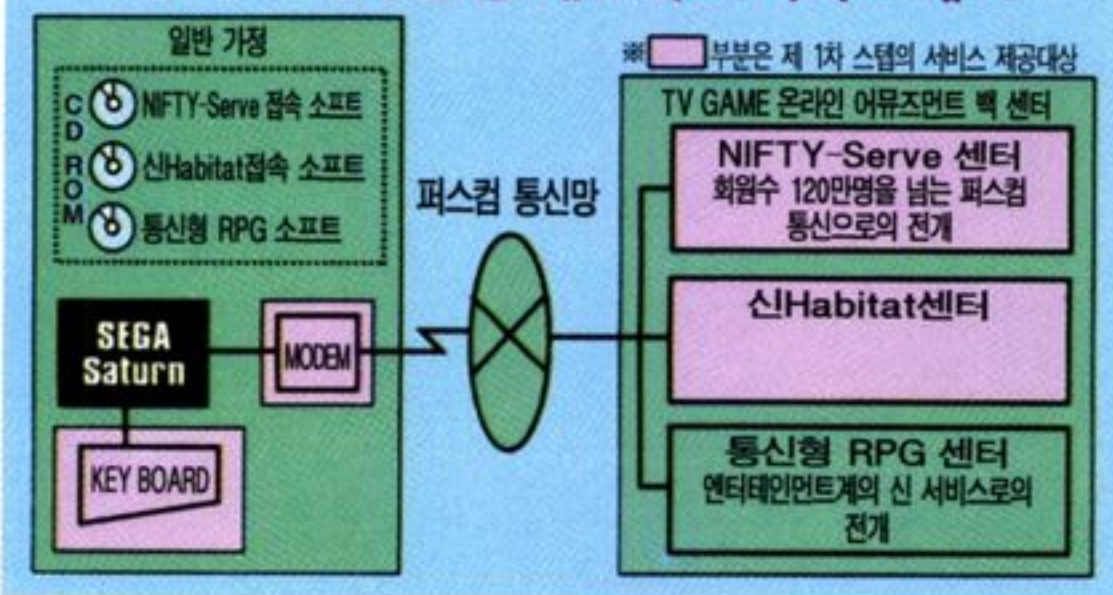 일반 가정
CD ROM
NIFTY-Serve 접속 소프트
신Habitat접속 소프트
통신형 RPG 소프트
SEGA
Saturn
MODEM
KEY BOARD
퍼스컴 통신망
※ 부분은 제 1차 스텝의 서비스 제공대상
TV GAME 온라인 어뮤즈먼트 백 센터
NIFTY-Serve 센터
회원수 120만명을 넘는 퍼스컴
통신으로의 전개
신Habitat센터
통신형 RPG 센터
엔터테인먼트계의 신 서비스로의
전개